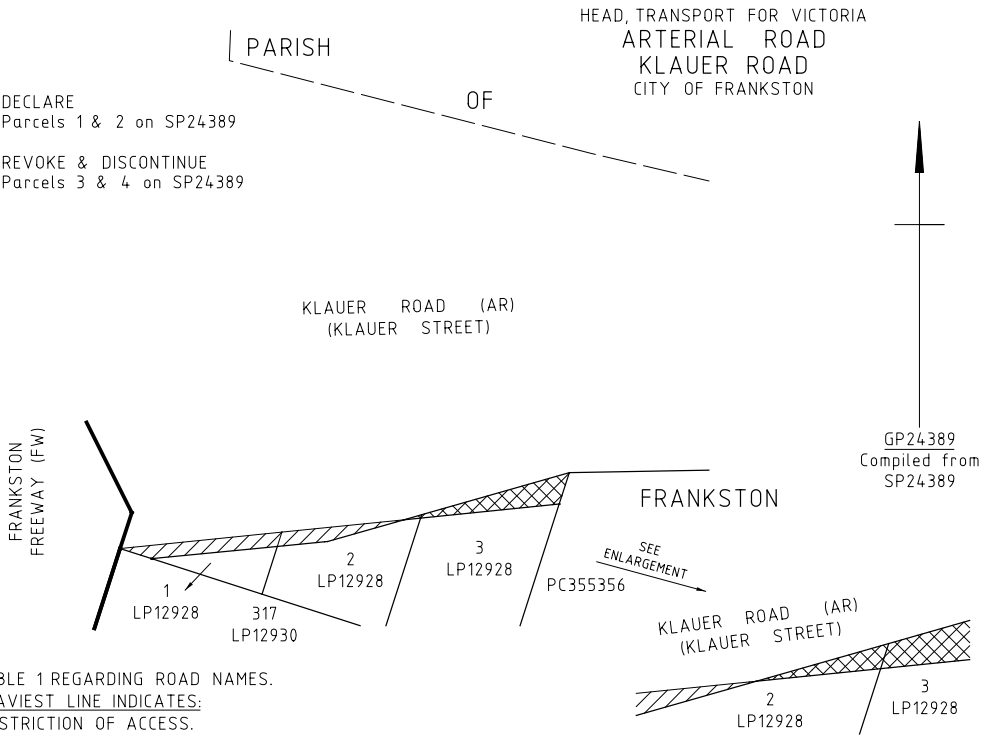 HEAD, TRANSPORT FOR VICTORIA
ARTERIAL ROAD
KLAUER ROAD
CITY OF FRANKSTON
PARISH
OF
DECLARE
Parcels 1 & 2 on SP24389
REVOKE & DISCONTINUE
Parcels 3 & 4 on SP24389
KLAUER ROAD (AR)
(KLAUER STREET)
FRANKSTON
FREEWAY (FW)
GP24389
Compiled from
SP24389
FRANKSTON
1
LP12928
317
LP12930
2
LP12928
3
LP12928
PC355356
SEE
ENLARGEMENT
KLAUER ROAD (AR)
(KLAUER STREET)
2
LP12928
3
LP12928
BLE 1 REGARDING ROAD NAMES.
AVIEST LINE INDICATES:
STRICTION OF ACCESS.